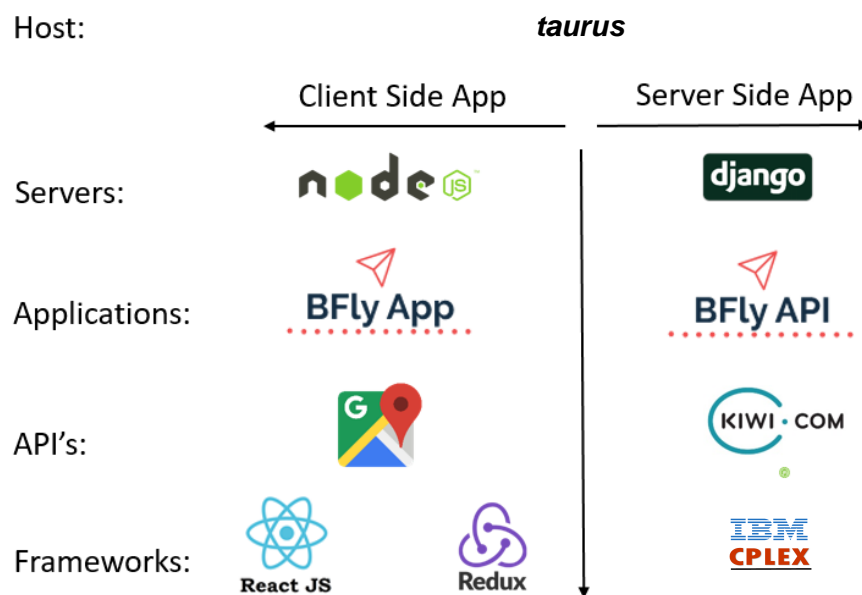 Host: taurus
Client Side App Server Side App
Servers: node JS django
Applications: BFly App BFly API
API's: G KIWI.COM
Frameworks: React JS Redux IBM CPLEX